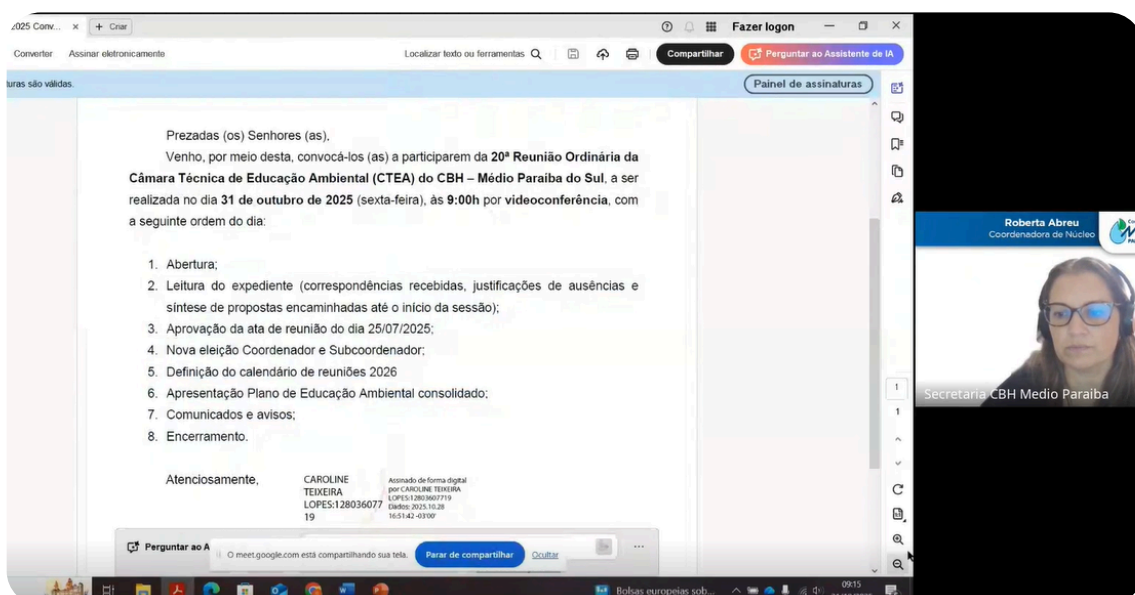 2025 Conv...
+ Criar
Fazer logon
Converter Assinar eletronicamente
Localizar texto ou ferramentas
Compartilhar
Perguntar ao Assistente de IA
turas são válidas.
Painel de assinaturas
Prezadas (os) Senhores (as),
Venho, por meio desta, convocá-los (as) a participarem da 20ª Reunião Ordinária da
Câmara Técnica de Educação Ambiental (CTEA) do CBH – Médio Paraíba do Sul, a ser
realizada no dia 31 de outubro de 2025 (sexta-feira), às 9:00h por videoconferência, com
a seguinte ordem do dia:
1. Abertura;
2. Leitura do expediente (correspondências recebidas, justificações de ausências e
síntese de propostas encaminhadas até o início da sessão);
3. Aprovação da ata de reunião do dia 25/07/2025;
4. Nova eleição Coordenador e Subcoordenador;
5. Definição do calendário de reuniões 2026
6. Apresentação Plano de Educação Ambiental consolidado;
7. Comunicados e avisos;
8. Encerramento.
Atenciosamente,
CAROLINE
TEIXEIRA
LOPES:128036077
19
Assinado de forma digital
por CAROLINE TEIXEIRA
LOPES:12803607719
Dados: 2025.10.28
16:51:42 -03'00'
Perguntar ao A
O meet.google.com está compartilhando sua tela.
Parar de compartilhar
Ocultar
1
1
Roberta Abreu
Coordenadora de Núcleo
Secretaria CBH Medio Paraiba
Bolsas europeias sob...
09:15